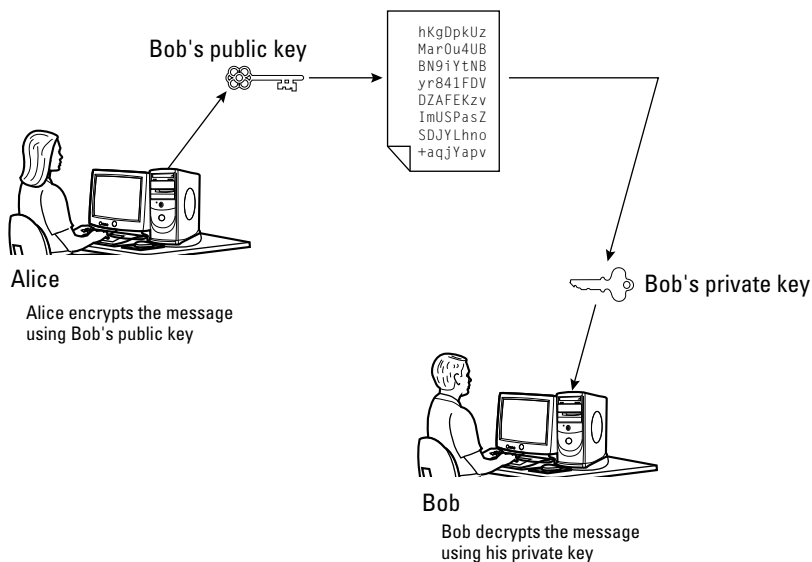 Bob's public key
hKgDpkUz
MarOu4UB
BN9iYtNB
yr841FDV
DZAFEKzv
ImUSPasZ
SDJYLhno
+aqjYapv
Alice
Alice encrypts the message
using Bob's public key
Bob's private key
Bob
Bob decrypts the message
using his private key